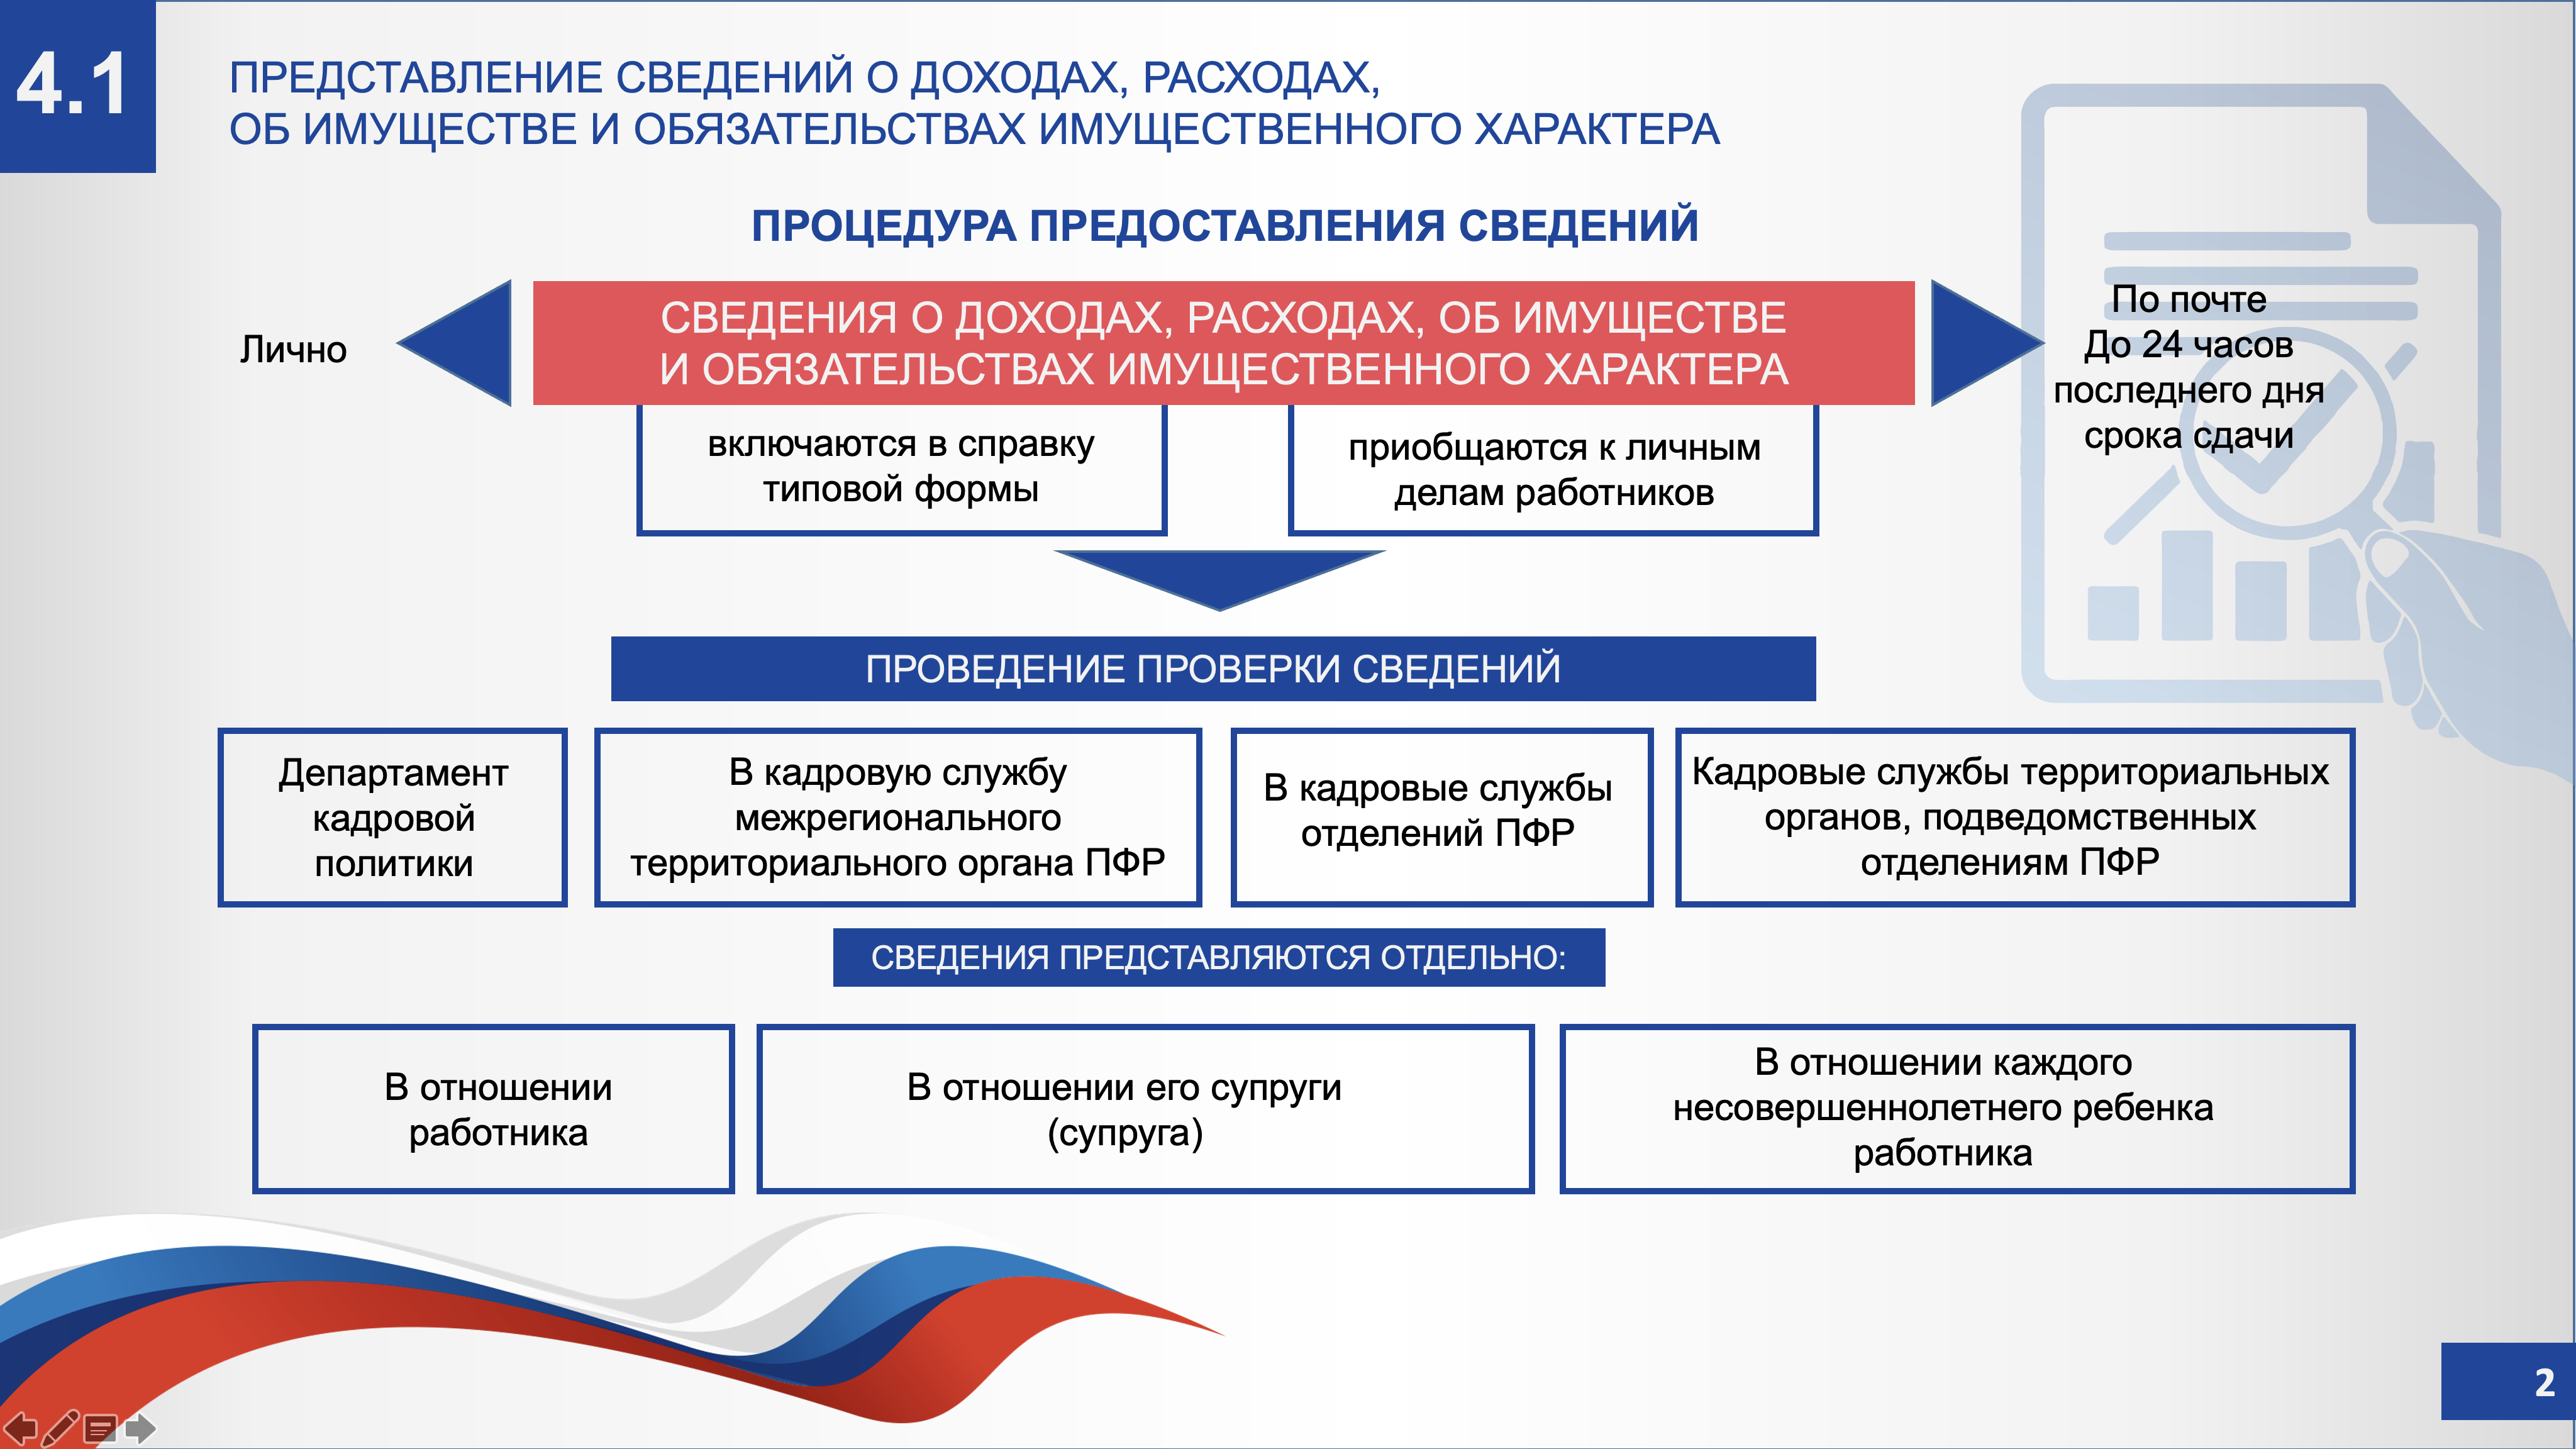 4.1
ПРЕДСТАВЛЕНИЕ СВЕДЕНИЙ О ДОХОДАХ, РАСХОДАХ,
ОБ ИМУЩЕСТВЕ И ОБЯЗАТЕЛЬСТВАХ ИМУЩЕСТВЕННОГО ХАРАКТЕРА
ПРОЦЕДУРА ПРЕДОСТАВЛЕНИЯ СВЕДЕНИЙ
Лично
СВЕДЕНИЯ О ДОХОДАХ, РАСХОДАХ, ОБ ИМУЩЕСТВЕ
И ОБЯЗАТЕЛЬСТВАХ ИМУЩЕСТВЕННОГО ХАРАКТЕРА
По почте
До 24 часов
последнего дня
срока сдачи
включаются в справку
типовой формы
приобщаются к личным
делам работников
ПРОВЕДЕНИЕ ПРОВЕРКИ СВЕДЕНИЙ
Департамент
кадровой
политики
В кадровую службу
межрегионального
территориального органа ПФР
В кадровые службы
отделений ПФР
Кадровые службы территориальных
органов, подведомственных
отделениям ПФР
СВЕДЕНИЯ ПРЕДСТАВЛЯЮТСЯ ОТДЕЛЬНО:
В отношении
работника
В отношении его супруги
(супруга)
В отношении каждого
несовершеннолетнего ребенка
работника
2